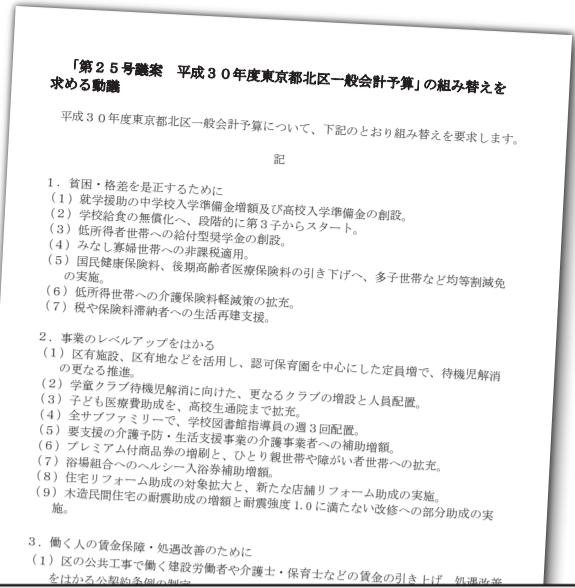 「第２５号議案　平成３０年度東京都北区一般会計予算」の組み替えを
求める動議
平成３０年度東京都北区一般会計予算について、下記のとおり組み替えを要求します。
記
１．貧困・格差を是正するために
（１）就学援助の中学校入学準備金増額及び高校入学準備金の創設。
（２）学校給食の無償化へ、段階的に第３子からスタート。
（３）低所得者世帯への給付型奨学金の創設。
（４）みなし寡婦世帯への非課税適用。
（５）国民健康保険料、後期高齢者医療保険料の引き下げへ、多子世帯など均等割減免
の実施。
（６）低所得世帯への介護保険料軽減策の拡充。
（７）税や保険料滞納者への生活再建支援。
２．事業のレベルアップをはかる
（１）区有施設、区有地などを活用し、認可保育園を中心にした定員増で、待機児解消
の更なる推進。
（２）学童クラブ待機児解消に向けた、更なるクラブの増設と人員配置。
（３）子ども医療費助成を、高校生通院まで拡充。
（４）全サブファミリーで、学校図書館指導員の週３回配置。
（５）要支援の介護予防・生活支援事業の介護事業者への補助増額。
（６）プレミアム付商品券の増刷と、ひとり親世帯や障がい者世帯への拡充。
（７）浴場組合へのヘルシー入浴券補助増額。
（８）住宅リフォーム助成の対象拡大と、新たな店舗リフォーム助成の実施。
（９）木造民間住宅の耐震助成の増額と耐震強度 1.0 に満たない改修への部分助成の実
施。
３．働く人の賃金保障・処遇改善のために
（１）区の公共工事で働く建設労働者や介護士・保育士などの賃金の引き上げ、処遇改善
をはかる公契約条例の制定